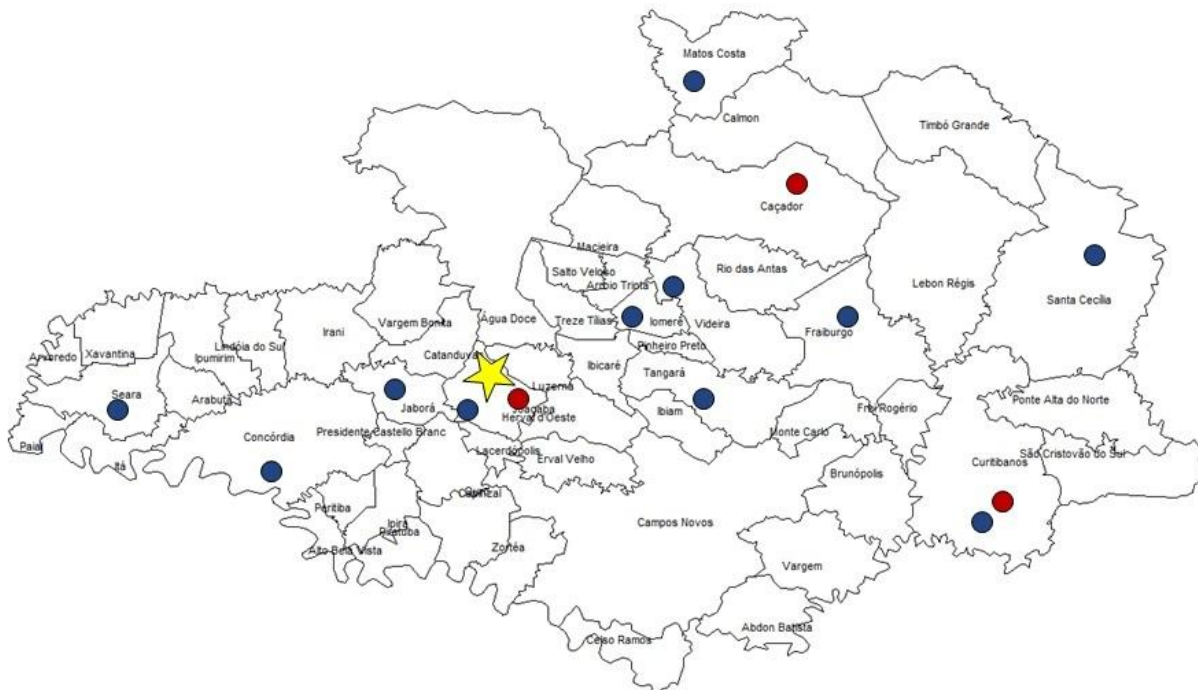 Matos Costa
Calmon
Timbó Grande
Caçador
Macieira
Salto Veloso
Rio das Antas
Arroio Trinta
Lebon Régis
Santa Cecília
Água Doce
Treze Tílias
Iomerê
Videira
Fraiburgo
Vargem Bonita
Irani
Lindóia do Sul
Ipumirim
Xavantina
Arvoredo
Pinheiro Preto
Catanduva
Ibicaré
Tangará
Luzerna
Seara
Arabutã
Jaborá
Joaçaba
Herval d'Oeste
Ibiam
Frei Rogério
Ponte Alta do Norte
Monte Carlo
Presidente Castello Branc
Concórdia
Paial
Itá
Lacerdópolis
Erval Velho
São Cristovão do Sul
Curitibanos
Brunópolis
Peritiba
Capinzal
Campos Novos
Ipira
Piratuba
Alto Bela Vista
Zortéa
Vargem
Abdon Batista
Celso Ramos